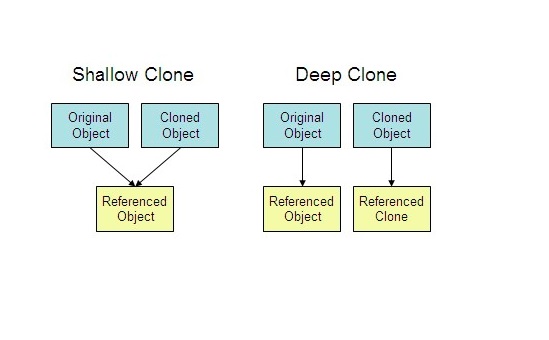 Shallow Clone
Original
Object
Cloned
Object
Referenced
Object
Deep Clone
Original
Object
Cloned
Object
Referenced
Object
Referenced
Clone